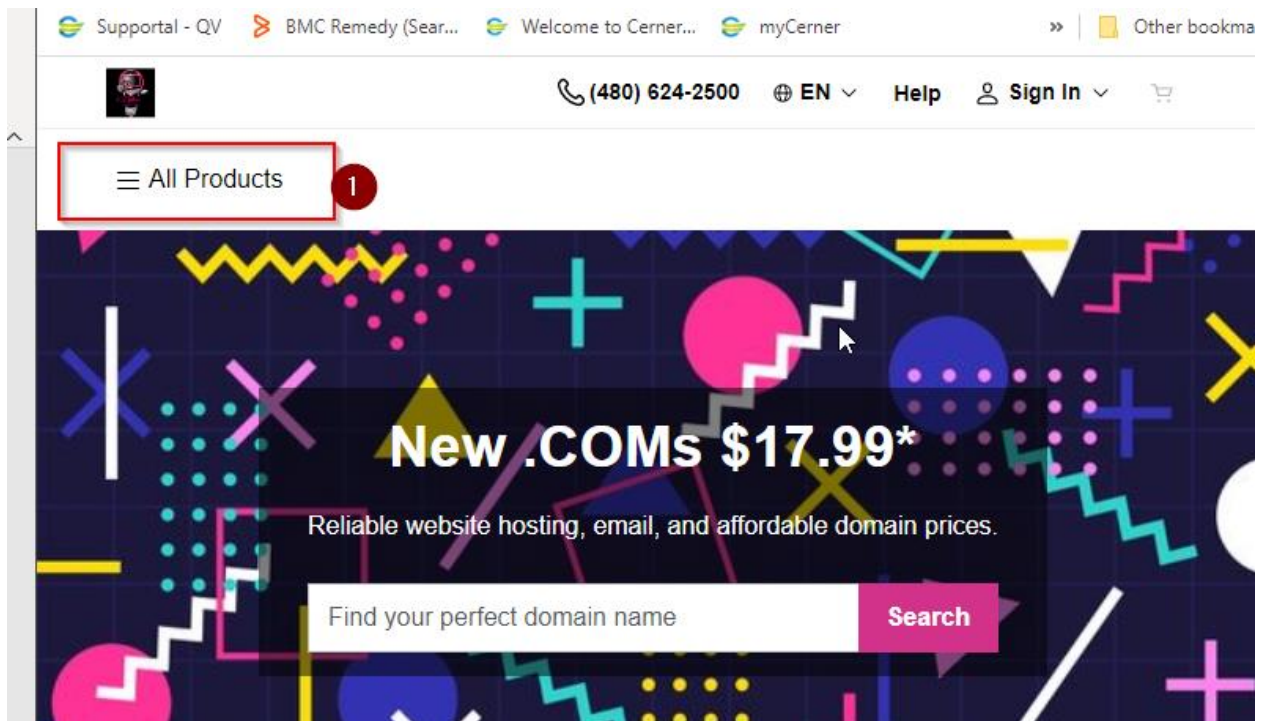 Supportal - QV BMC Remedy (Sear... Welcome to Cerner... myCerner » Other bookma
(480) 624-2500 EN Help Sign In
All Products 1
New .COMs $17.99*
Reliable website hosting, email, and affordable domain prices.
Find your perfect domain name Search